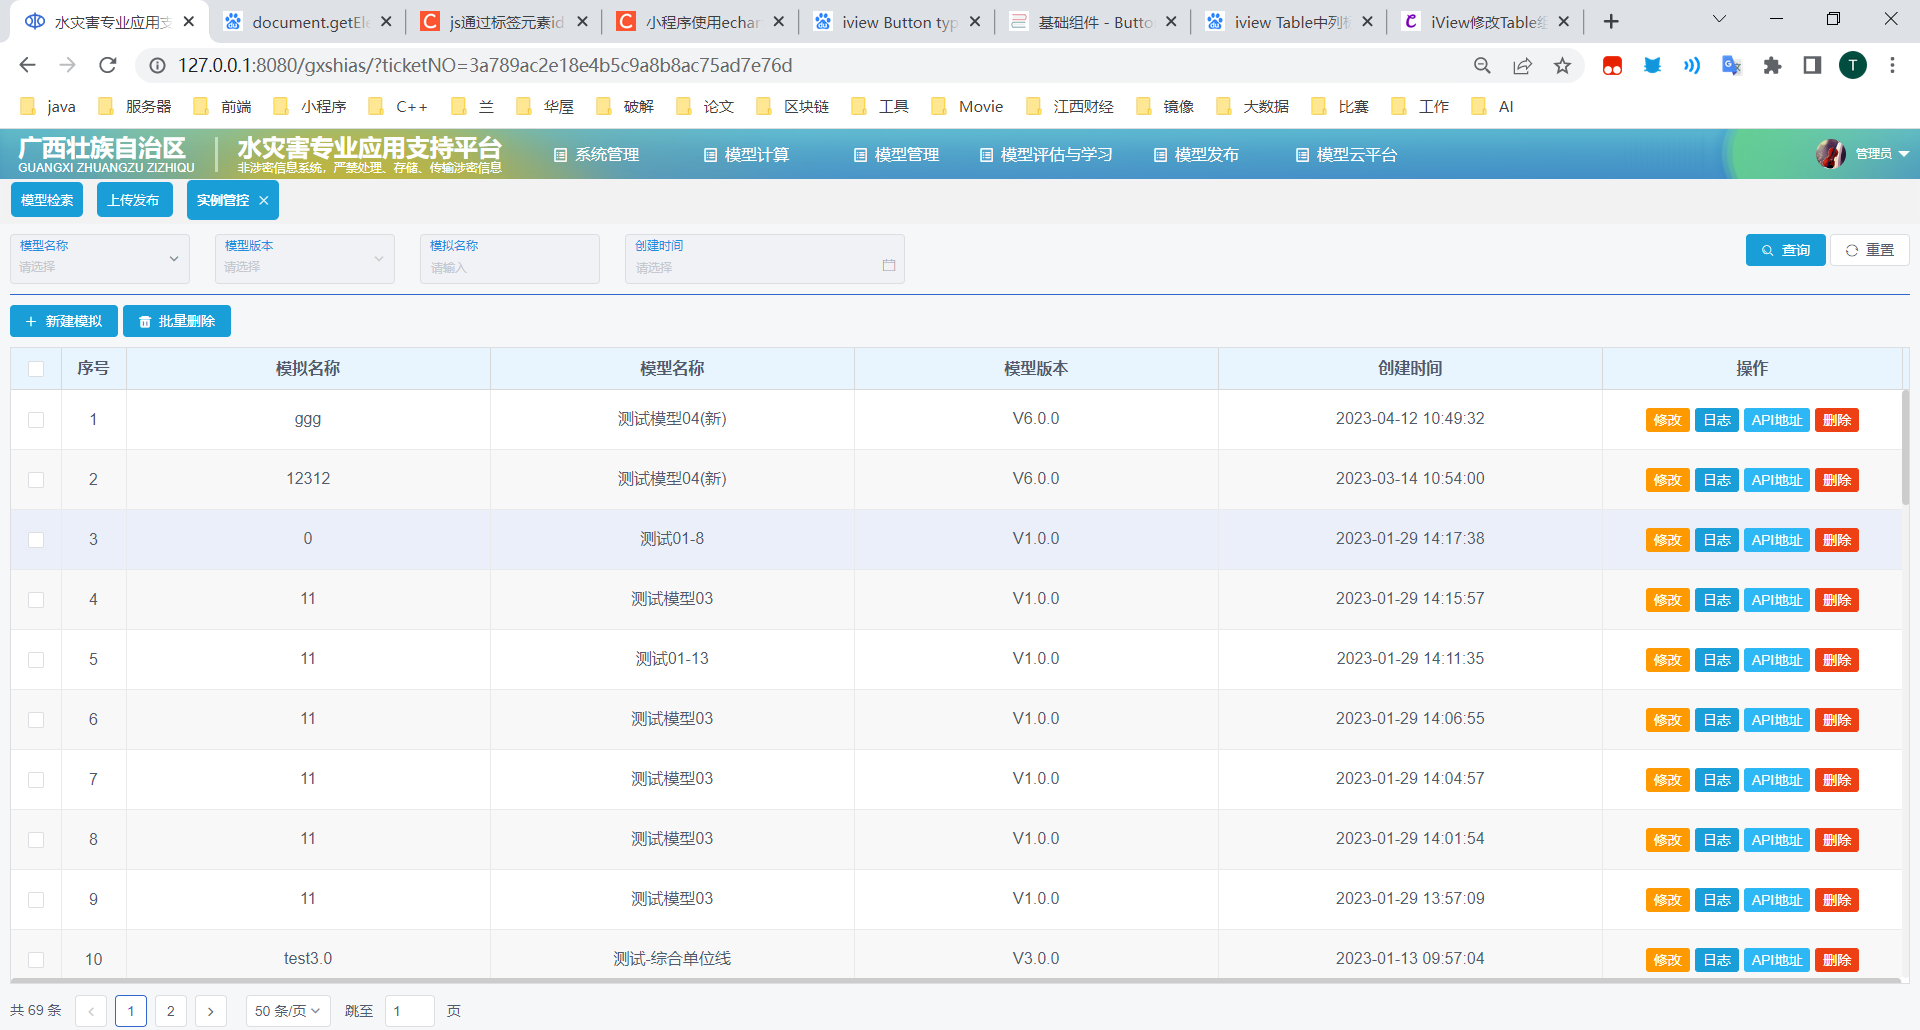 水灾害专业应用支
document.getEle
js通过标签元素id
小程序使用echar
iview Button typ
基础组件 - Butto
iview Table中列标
iView修改Table组
127.0.0.1:8080/gxshias/?ticketNO=3a789ac2e18e4b5c9a8b8ac75ad7e76d
T
java
服务器
前端
小程序
C++
兰
华屋
破解
论文
区块链
工具
Movie
江西财经
镜像
大数据
比赛
工作
AI
广西壮族自治区
GUANGXI ZHUANGZU ZIZHIQU
水灾害专业应用支持平台
非涉密信息系统，严禁处理、存储、传输涉密信息
系统管理
模型计算
模型管理
模型评估与学习
模型发布
模型云平台
管理员
模型检索
上传发布
实例管控
模型名称
请选择
模型版本
请选择
模拟名称
请输入
创建时间
请选择
查询
重置
新建模拟
批量删除
序号 模拟名称 模型名称 模型版本 创建时间 操作
1 ggg 测试模型04(新) V6.0.0 2023-04-12 10:49:32 修改 日志 API地址 删除
2 12312 测试模型04(新) V6.0.0 2023-03-14 10:54:00 修改 日志 API地址 删除
3 0 测试01-8 V1.0.0 2023-01-29 14:17:38 修改 日志 API地址 删除
4 11 测试模型03 V1.0.0 2023-01-29 14:15:57 修改 日志 API地址 删除
5 11 测试01-13 V1.0.0 2023-01-29 14:11:35 修改 日志 API地址 删除
6 11 测试模型03 V1.0.0 2023-01-29 14:06:55 修改 日志 API地址 删除
7 11 测试模型03 V1.0.0 2023-01-29 14:04:57 修改 日志 API地址 删除
8 11 测试模型03 V1.0.0 2023-01-29 14:01:54 修改 日志 API地址 删除
9 11 测试模型03 V1.0.0 2023-01-29 13:57:09 修改 日志 API地址 删除
10 test3.0 测试-综合单位线 V3.0.0 2023-01-13 09:57:04 修改 日志 API地址 删除
共 69 条 1 2 50 条/页 跳至 1 页